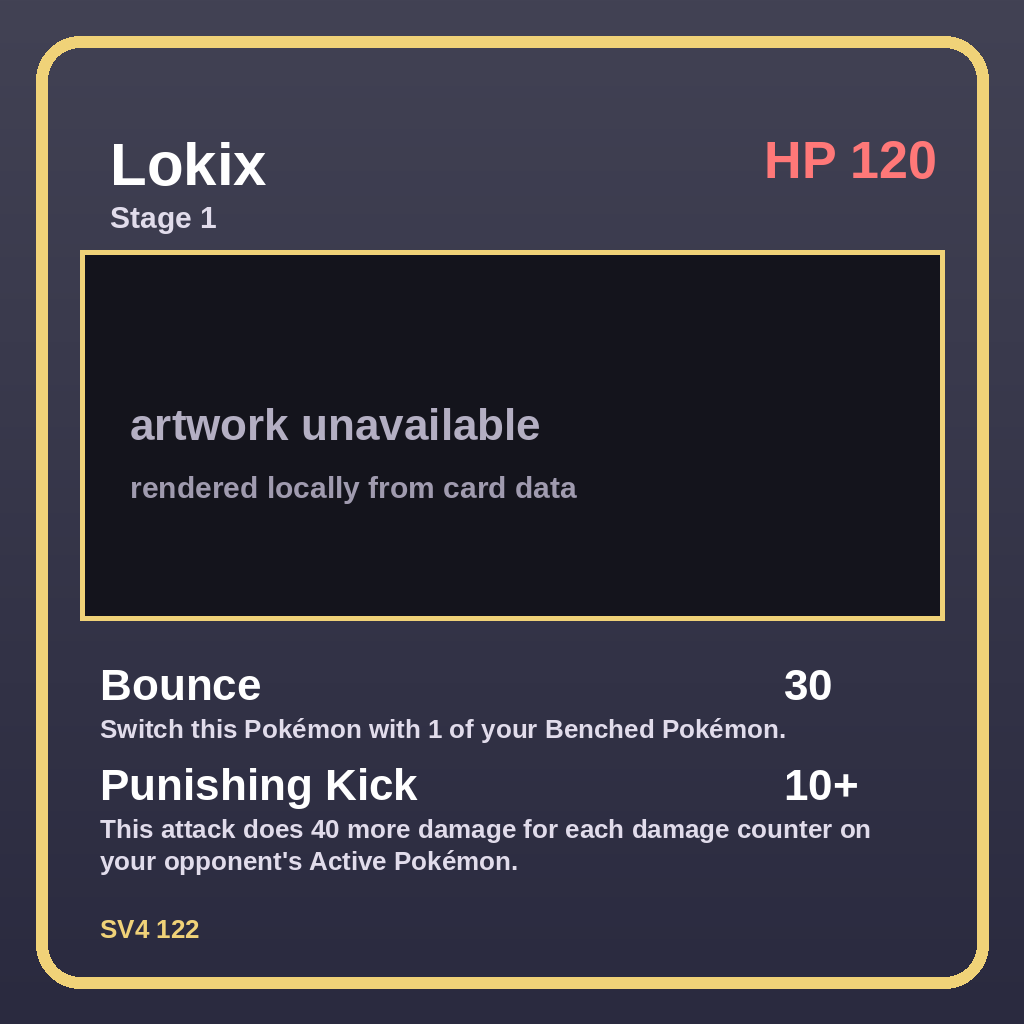 Lokix
HP 120
Stage 1
artwork unavailable
rendered locally from card data
Bounce 30
Switch this Pokémon with 1 of your Benched Pokémon.
Punishing Kick 10+
This attack does 40 more damage for each damage counter on
your opponent's Active Pokémon.
SV4 122